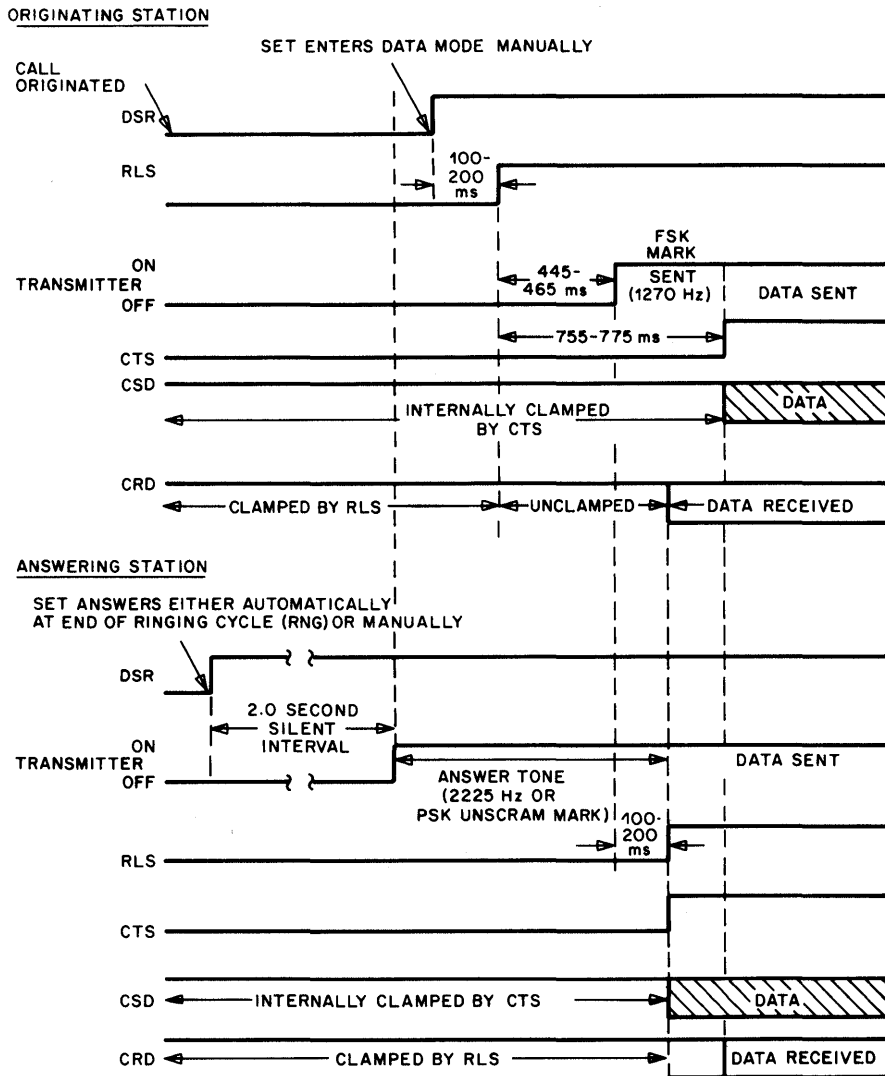 ORIGINATING STATION
SET ENTERS DATA MODE MANUALLY
CALL
ORIGINATED
DSR
RLS
100-
200
ms
ON
TRANSMITTER
OFF
445-
465 ms
FSK
MARK
SENT
(1270 Hz)
DATA SENT
755-775 ms
CTS
CSD
DATA
INTERNALLY CLAMPED
BY CTS
CRD
CLAMPED BY RLS
UNCLAMPED
DATA RECEIVED
ANSWERING STATION
SET ANSWERS EITHER AUTOMATICALLY
AT END OF RINGING CYCLE (RNG) OR MANUALLY
DSR
2.0 SECOND
SILENT
INTERVAL
ON
TRANSMITTER
OFF
DATA SENT
ANSWER TONE
(2225 Hz OR
PSK UNSCRAM MARK)
100-
200
ms
RLS
CTS
CSD
INTERNALLY CLAMPED BY CTS
DATA
CRD
CLAMPED BY RLS
DATA RECEIVED